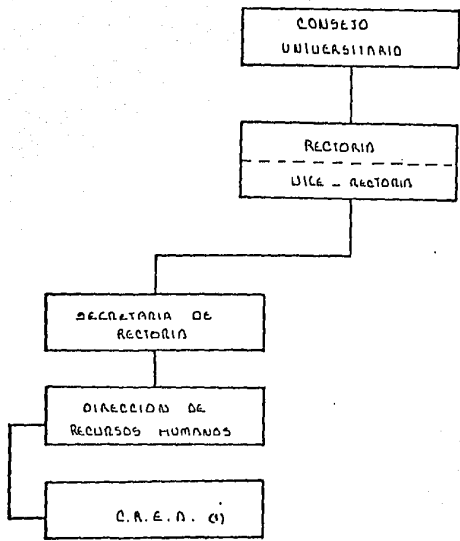 CONSEJO
UNIVERSITARIO
RECTORIA
VICE _ RECTORIA
SECRETARIA DE
RECTORIA
DIRECCION DE
RECURSOS HUMANOS
(1)